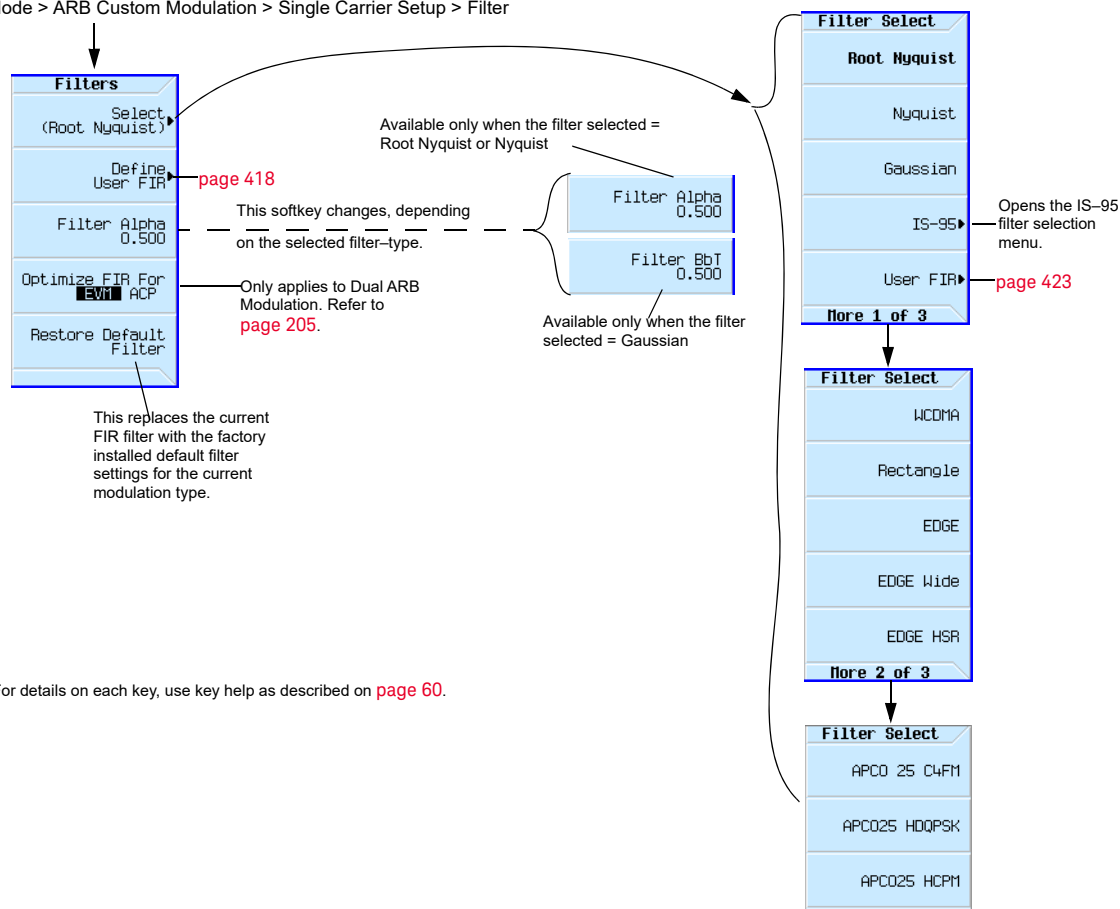 ode > ARB Custom Modulation > Single Carrier Setup > Filter
Filters
Select
(Root Nyquist)
Define
User FIR
page 418
Filter Alpha
0.500
Optimize FIR For
EVM ACP
Restore Default
Filter
This softkey changes, depending
on the selected filter–type.
Only applies to Dual ARB
Modulation. Refer to
page 205.
This replaces the current
FIR filter with the factory
installed default filter
settings for the current
modulation type.
Available only when the filter selected =
Root Nyquist or Nyquist
Filter Alpha
0.500
Filter BbT
0.500
Available only when the filter
selected = Gaussian
Filter Select
Root Nyquist
Nyquist
Gaussian
IS-95
Opens the IS–95
filter selection
menu.
User FIR
page 423
More 1 of 3
Filter Select
WCDMA
Rectangle
EDGE
EDGE Wide
EDGE HSR
More 2 of 3
Filter Select
APCO 25 C4FM
APCO25 HDQPSK
APCO25 HCPM
or details on each key, use key help as described on page 60.